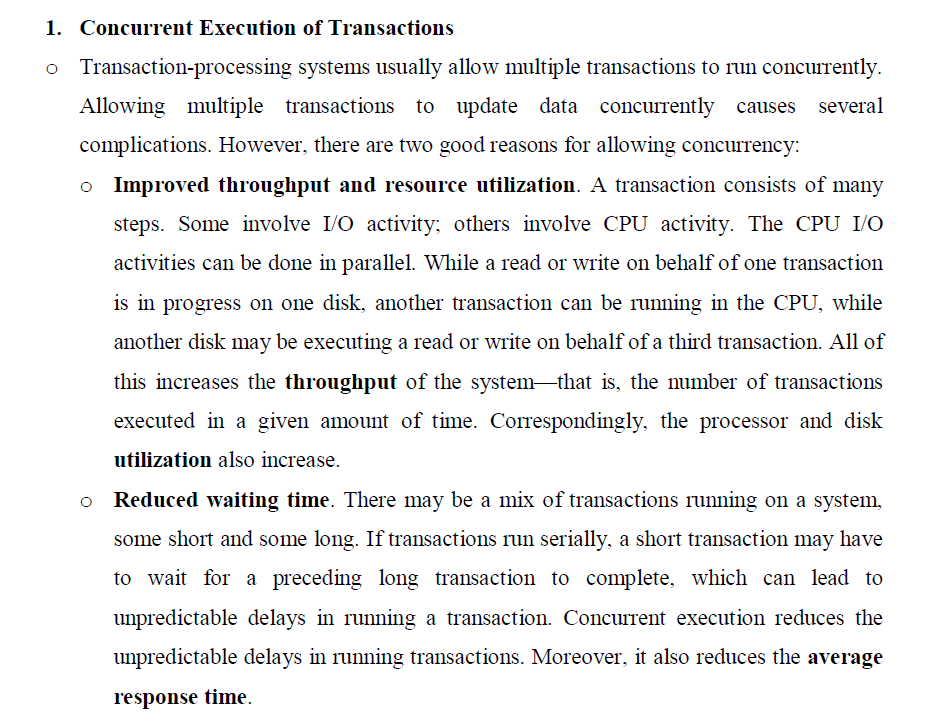 1. Concurrent Execution of Transactions
o Transaction-processing systems usually allow multiple transactions to run concurrently.
Allowing multiple transactions to update data concurrently causes several
complications. However, there are two good reasons for allowing concurrency:
o Improved throughput and resource utilization. A transaction consists of many
steps. Some involve I/O activity; others involve CPU activity. The CPU I/O
activities can be done in parallel. While a read or write on behalf of one transaction
is in progress on one disk, another transaction can be running in the CPU, while
another disk may be executing a read or write on behalf of a third transaction. All of
this increases the throughput of the system—that is, the number of transactions
executed in a given amount of time. Correspondingly, the processor and disk
utilization also increase.
o Reduced waiting time. There may be a mix of transactions running on a system,
some short and some long. If transactions run serially, a short transaction may have
to wait for a preceding long transaction to complete, which can lead to
unpredictable delays in running a transaction. Concurrent execution reduces the
unpredictable delays in running transactions. Moreover, it also reduces the average
response time.